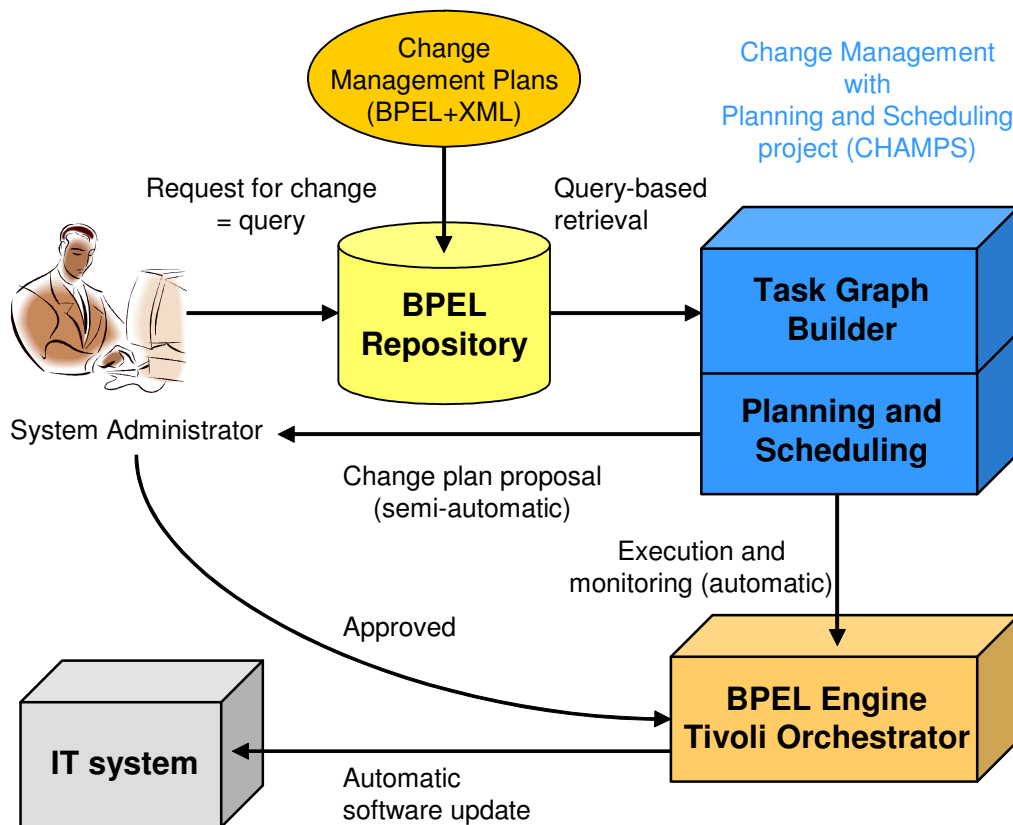 Change
Management Plans
(BPEL+XML)
Change Management
with
Planning and Scheduling
project (CHAMPS)
Request for change
= query
Query-based
retrieval
BPEL
Repository
Task Graph
Builder
Planning and
Scheduling
System Administrator
Change plan proposal
(semi-automatic)
Execution and
monitoring (automatic)
Approved
BPEL Engine
Tivoli Orchestrator
IT system
Automatic
software update